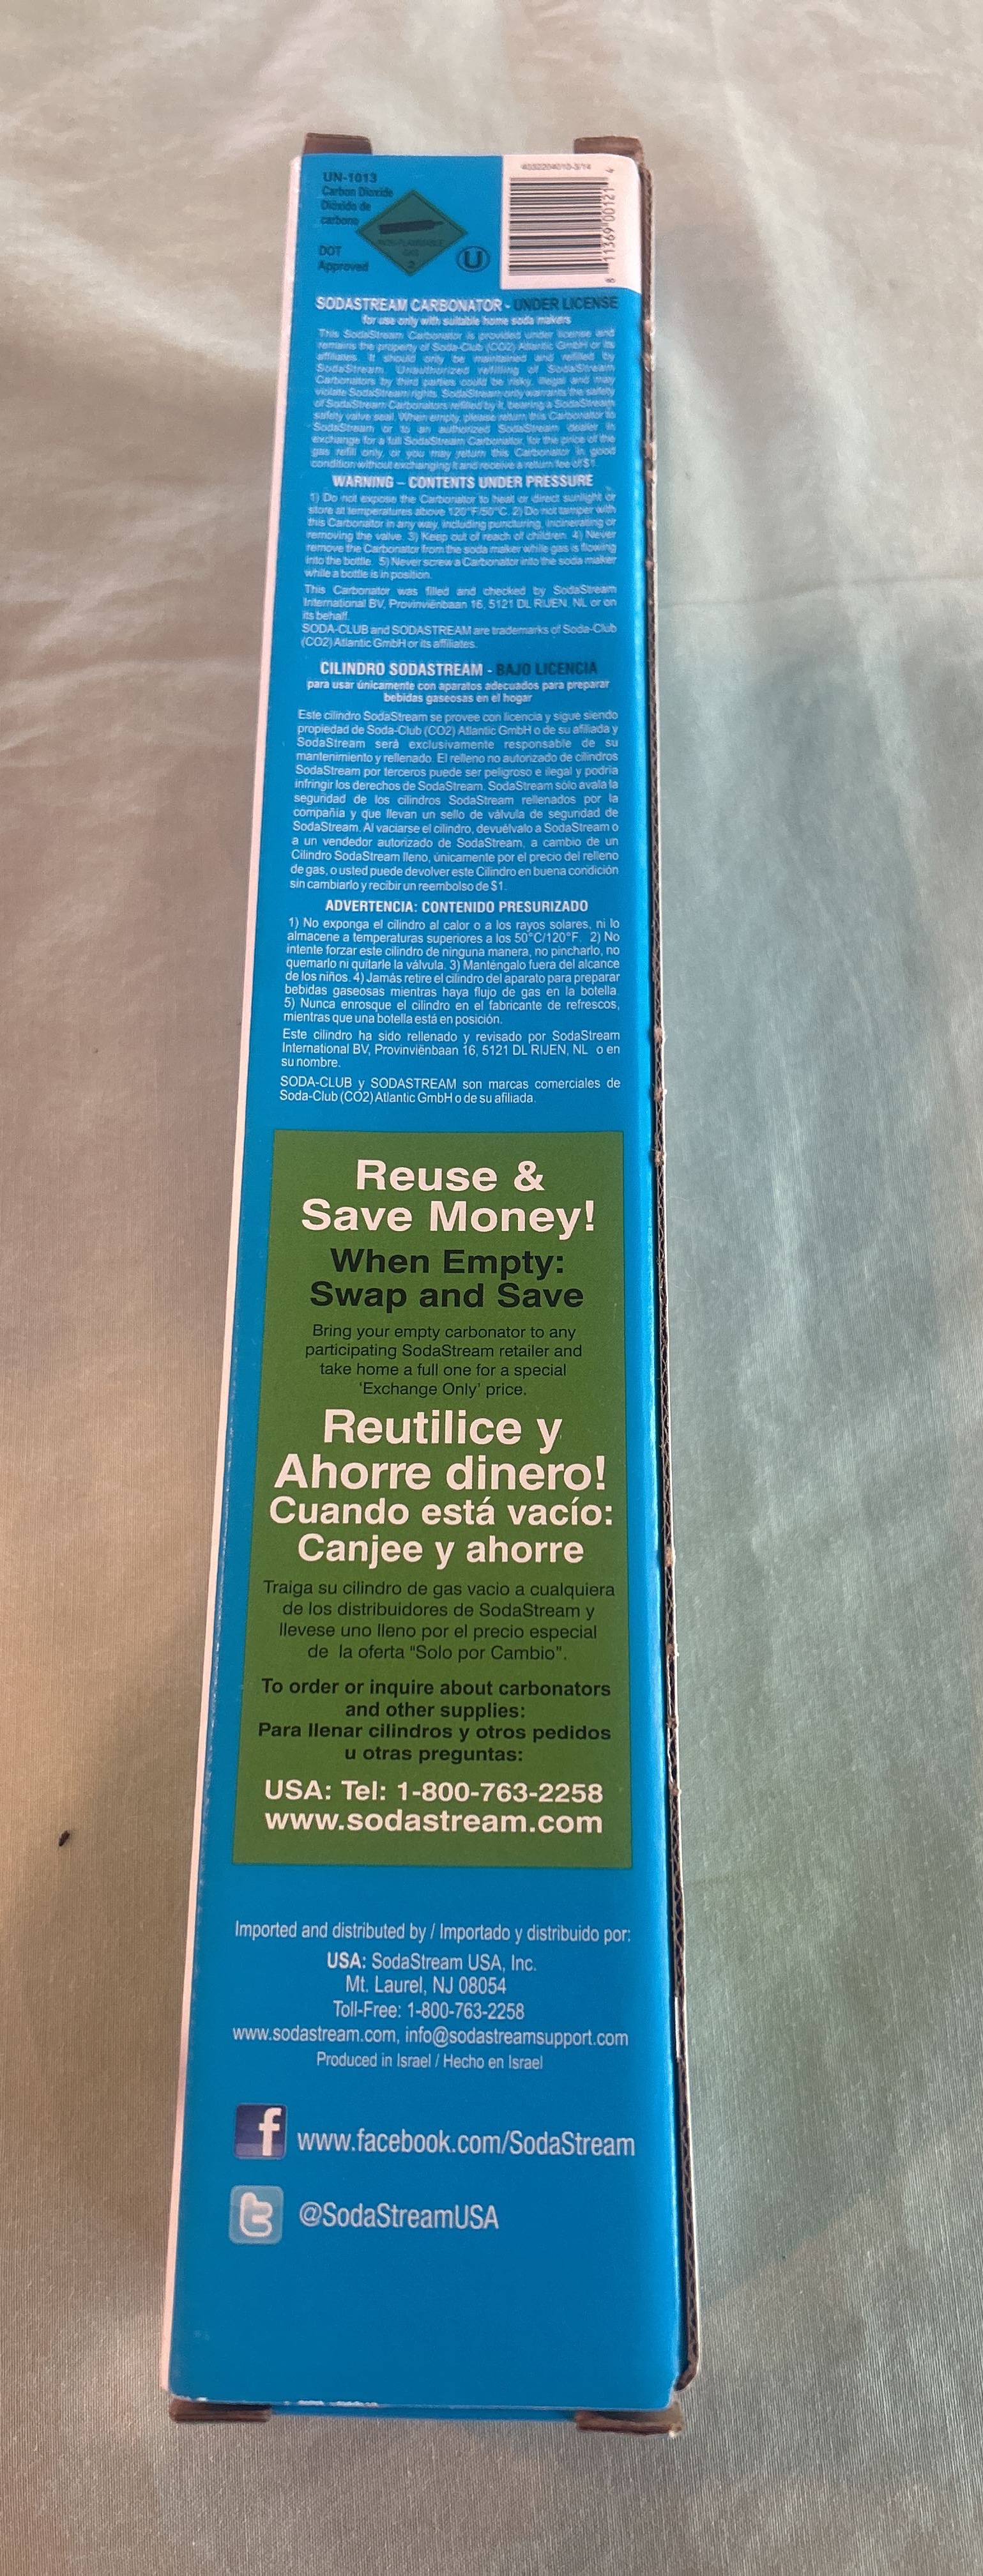 UN-1013
Carbon Dioxide
Dióxido de
carbono
NON-FLAMMABLE
GAS
2
DOT
Approved
U
4032204010-3/14
8 11369 00121 4
SODASTREAM CARBONATOR - UNDER LICENSE
for use only with suitable home soda makers
This SodaStream Carbonator is provided under license and
remains the property of Soda-Club (CO2) Atlantic GmbH or its
affiliates. It should only be maintained and refilled by
SodaStream. Unauthorized refilling of SodaStream
Carbonators by third parties could be risky, illegal and may
violate SodaStream rights. SodaStream only warrants the safety
of SodaStream Carbonators refilled by it, bearing a SodaStream
safety valve seal. When empty, please return this Carbonator to
SodaStream or to an authorized SodaStream dealer in
exchange for a full SodaStream Carbonator, for the price of the
gas refill only, or you may return this Carbonator in good
condition without exchanging it and receive a return fee of $1.
WARNING – CONTENTS UNDER PRESSURE
1) Do not expose the Carbonator to heat or direct sunlight or
store at temperatures above 120°F/50°C. 2) Do not tamper with
this Carbonator in any way, including puncturing, incinerating or
removing the valve. 3) Keep out of reach of children. 4) Never
remove the Carbonator from the soda maker while gas is flowing
into the bottle. 5) Never screw a Carbonator into the soda maker
while a bottle is in position.
This Carbonator was filled and checked by SodaStream
International BV, Provinviënbaan 16, 5121 DL RIJEN, NL or on
its behalf.
SODA-CLUB and SODASTREAM are trademarks of Soda-Club
(CO2) Atlantic GmbH or its affiliates.
CILINDRO SODASTREAM - BAJO LICENCIA
para usar únicamente con aparatos adecuados para preparar
bebidas gaseosas en el hogar
Este cilindro SodaStream se provee con licencia y sigue siendo
propiedad de Soda-Club (CO2) Atlantic GmbH o de su afiliada y
SodaStream será exclusivamente responsable de su
mantenimiento y rellenado. El relleno no autorizado de cilindros
SodaStream por terceros puede ser peligroso e ilegal y podría
infringir los derechos de SodaStream. SodaStream sólo avala la
seguridad de los cilindros SodaStream rellenados por la
compañía y que llevan un sello de válvula de seguridad de
SodaStream. Al vaciarse el cilindro, devuélvalo a SodaStream o
a un vendedor autorizado de SodaStream, a cambio de un
Cilindro SodaStream lleno, únicamente por el precio del relleno
de gas, o usted puede devolver este Cilindro en buena condición
sin cambiarlo y recibir un reembolso de $1.
ADVERTENCIA: CONTENIDO PRESURIZADO
1) No exponga el cilindro al calor o a los rayos solares, ni lo
almacene a temperaturas superiores a los 50°C/120°F. 2) No
intente forzar este cilindro de ninguna manera, no pincharlo, no
quemarlo ni quitarle la válvula. 3) Manténgalo fuera del alcance
de los niños. 4) Jamás retire el cilindro del aparato para preparar
bebidas gaseosas mientras haya flujo de gas en la botella.
5) Nunca enrosque el cilindro en el fabricante de refrescos,
mientras que una botella está en posición.
Este cilindro ha sido rellenado y revisado por SodaStream
International BV, Provinviënbaan 16, 5121 DL RIJEN, NL o en
su nombre.
SODA-CLUB y SODASTREAM son marcas comerciales de
Soda-Club (CO2) Atlantic GmbH o de su afiliada.
Reuse &
Save Money!
When Empty:
Swap and Save
Bring your empty carbonator to any
participating SodaStream retailer and
take home a full one for a special
‘Exchange Only’ price.
Reutilice y
Ahorre dinero!
Cuando está vacío:
Canjee y ahorre
Traiga su cilindro de gas vacio a cualquiera
de los distribuidores de SodaStream y
llevese uno lleno por el precio especial
de la oferta “Solo por Cambio”.
To order or inquire about carbonators
and other supplies:
Para llenar cilindros y otros pedidos
u otras preguntas:
USA: Tel: 1-800-763-2258
www.sodastream.com
Imported and distributed by / Importado y distribuido por:
USA: SodaStream USA, Inc.
Mt. Laurel, NJ 08054
Toll-Free: 1-800-763-2258
www.sodastream.com, info@sodastreamsupport.com
Produced in Israel / Hecho en Israel
f www.facebook.com/SodaStream
t @SodaStreamUSA